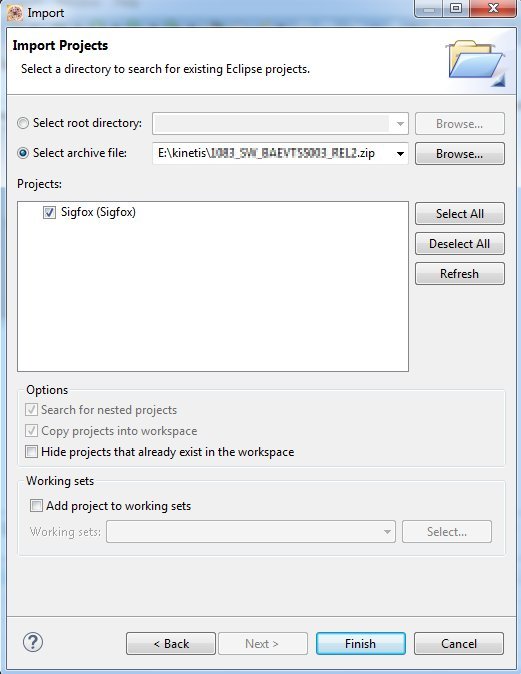 Import
Import Projects
Select a directory to search for existing Eclipse projects.
Select root directory:
Browse...
Select archive file:
E:\kinetis\1083_SW_BAEVTSS003_REL2.zip
Browse...
Projects:
Sigfox (Sigfox)
Select All
Deselect All
Refresh
Options
Search for nested projects
Copy projects into workspace
Hide projects that already exist in the workspace
Working sets
Add project to working sets
Working sets:
Select...
?
< Back
Next >
Finish
Cancel